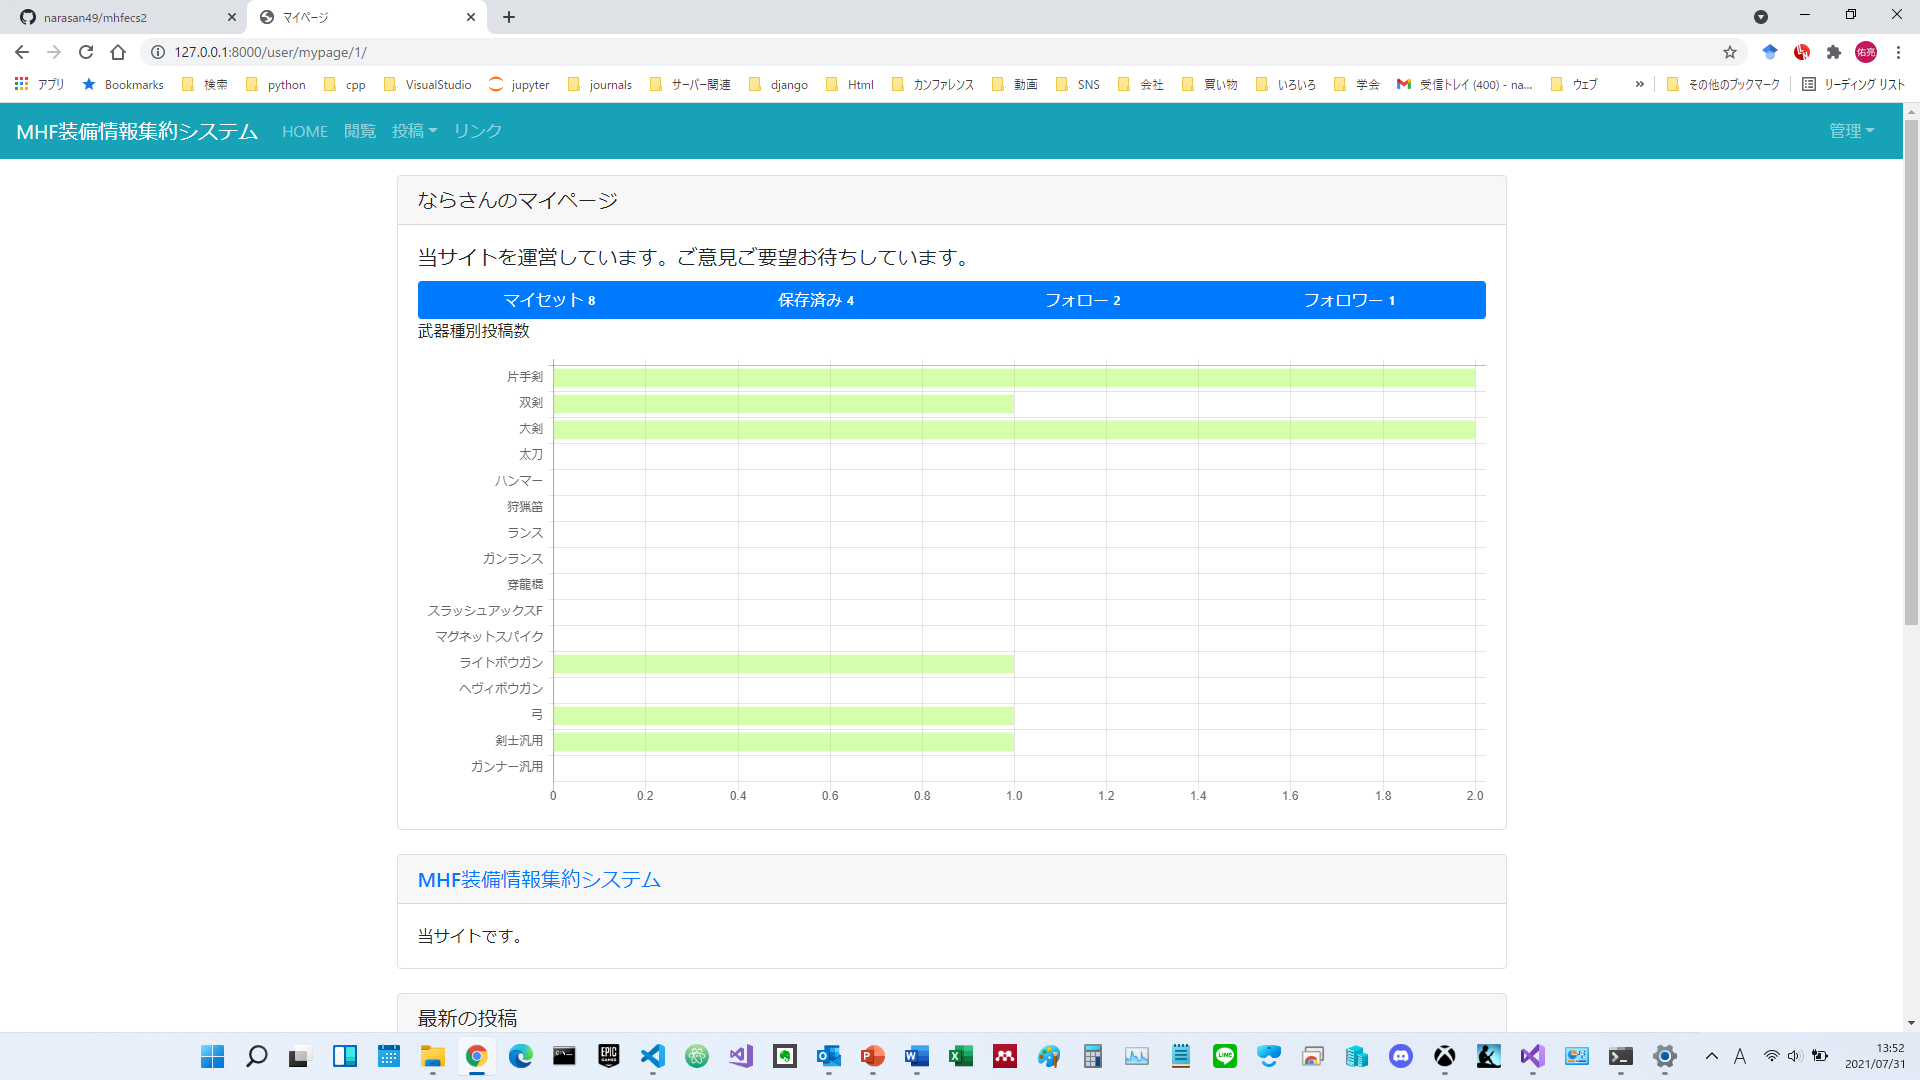 narasan49/mhfecs2
マイページ
127.0.0.1:8000/user/mypage/1/
佑亮
アプリ Bookmarks 検索 python cpp VisualStudio jupyter journals サーバー関連 django Html カンファレンス 動画 SNS 会社 買い物 いろいろ 学会 受信トレイ (400) - na... ウェブ » その他のブックマーク リーディング リスト
MHF装備情報集約システム HOME 閲覧 投稿 リンク 管理
ならさんのマイページ
当サイトを運営しています。ご意見ご要望お待ちしています。
マイセット 8 保存済み 4 フォロー 2 フォロワー 1
武器種別投稿数
片手剣
双剣
大剣
太刀
ハンマー
狩猟笛
ランス
ガンランス
穿龍棍
スラッシュアックスF
マグネットスパイク
ライトボウガン
ヘヴィボウガン
弓
剣士汎用
ガンナー汎用
0 0.2 0.4 0.6 0.8 1.0 1.2 1.4 1.6 1.8 2.0
MHF装備情報集約システム
当サイトです。
最新の投稿
A
13:52
2021/07/31